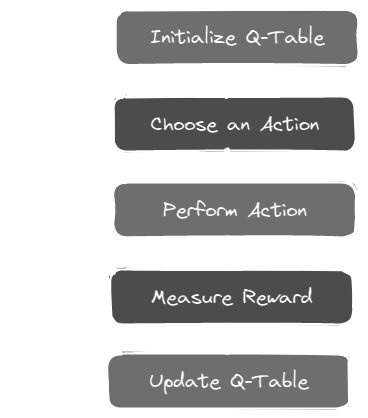 Initialize Q-Table
Choose an Action
Perform Action
Measure Reward
Update Q-Table